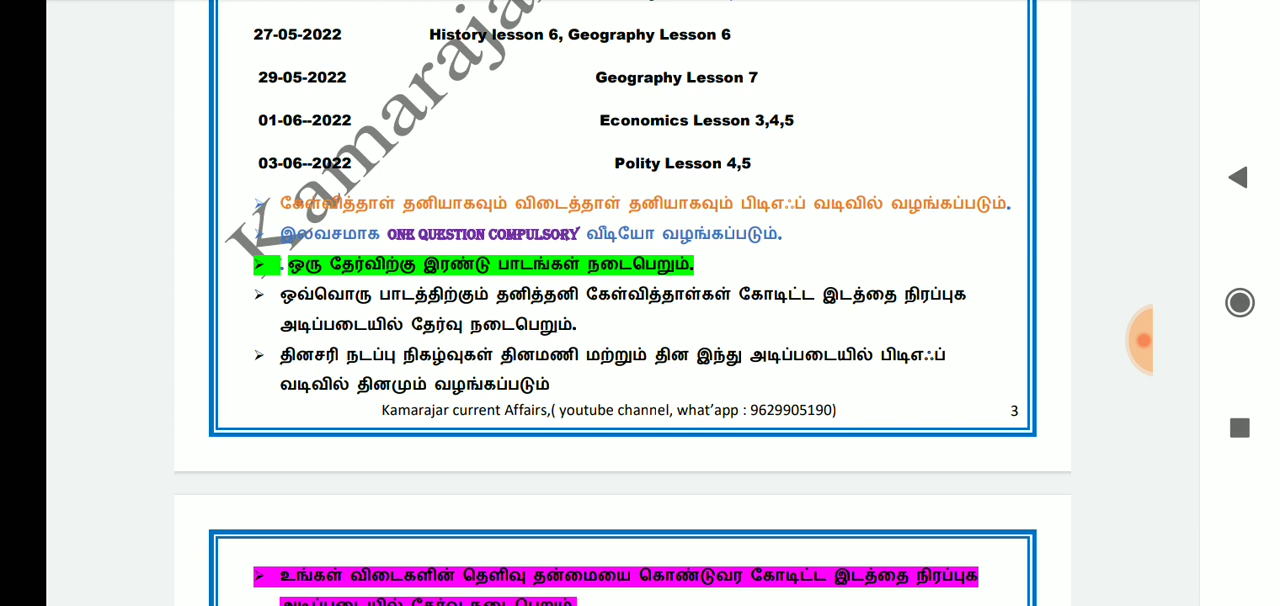 27-05-2022 History lesson 6, Geography Lesson 6
29-05-2022 Geography Lesson 7
01-06--2022 Economics Lesson 3,4,5
03-06--2022 Polity Lesson 4,5
Kamaraja
➢ கேள்வித்தாள் தனியாகவும் விடைத்தாள் தனியாகவும் பிடிஎஃப் வடிவில் வழங்கப்படும்.
➢ இலவசமாக ONE QUESTION COMPULSORY வீடியோ வழங்கப்படும்.
➢ . ஒரு தேர்விற்கு இரண்டு பாடங்கள் நடைபெறும்.
➢ ஒவ்வொரு பாடத்திற்கும் தனித்தனி கேள்வித்தாள்கள் கோடிட்ட இடத்தை நிரப்புக
அடிப்படையில் தேர்வு நடைபெறும்.
➢ தினசரி நடப்பு நிகழ்வுகள் தினமணி மற்றும் தின இந்து அடிப்படையில் பிடிஎஃப்
வடிவில் தினமும் வழங்கப்படும்
Kamarajar current Affairs,( youtube channel, what'app : 9629905190) 3
➢ உங்கள் விடைகளின் தெளிவு தன்மையை கொண்டுவர கோடிட்ட இடத்தை நிரப்புக
அடிப்படையில் தேர்வு நடைபெறும்